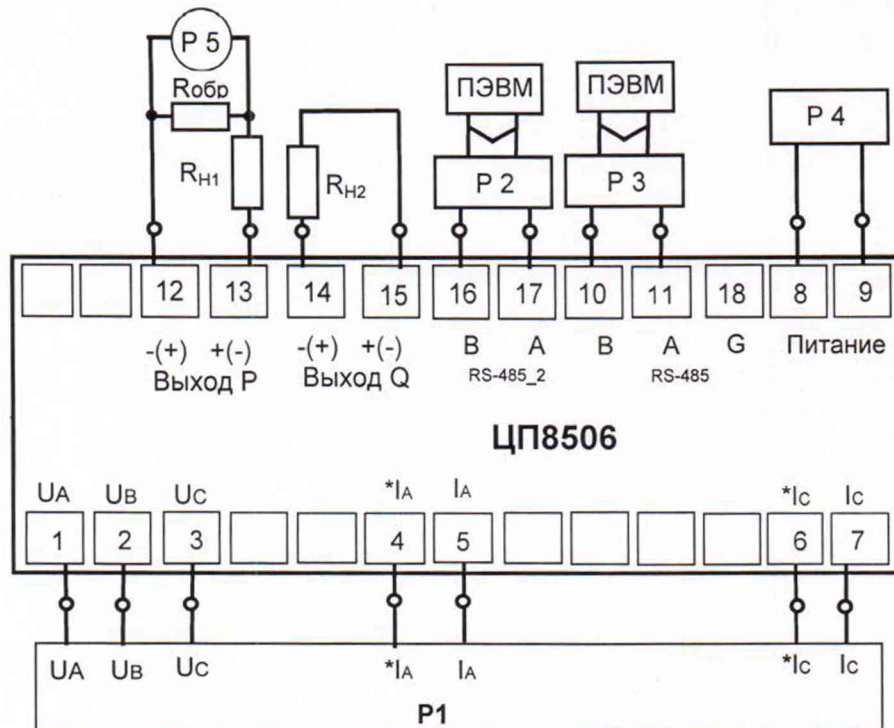 P 5
Rобр
RН1
RН2
ПЭВМ ПЭВМ
P 2 P 3
P 4
12 13 14 15 16 17 10 11 18 8 9
-(+) +(-) -(+) +(-) B A B A G Питание
Выход P Выход Q RS-485_2 RS-485
ЦП8506
UA UB UC *IA IA *IC IC
1 2 3 4 5 6 7
UA UB UC *IA IA *IC IC
P1